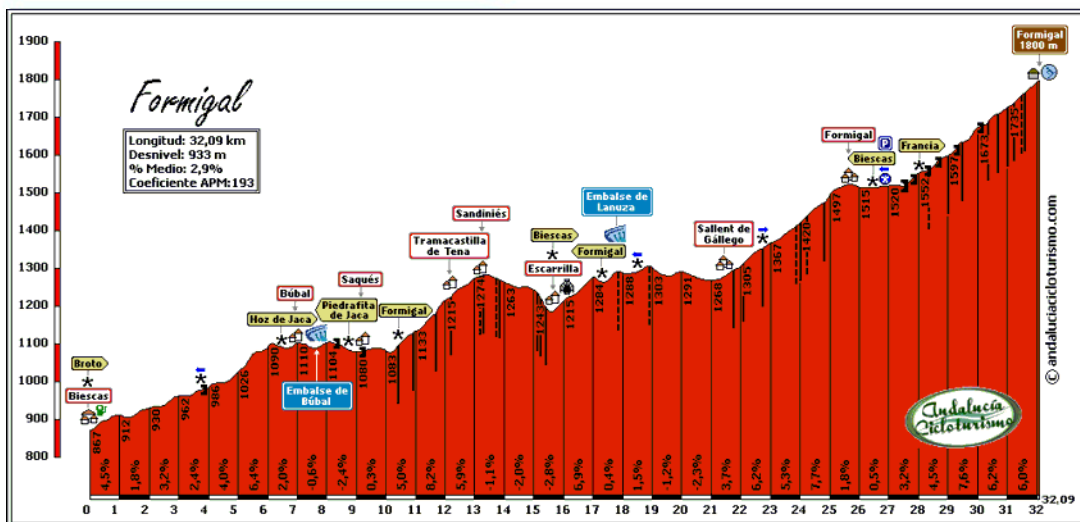 Formigal
Longitud: 32,09 km
Desnivel: 933 m
% Medio: 2,9%
Coeficiente APM:193
1900
1800
1700
1600
1500
1400
1300
1200
1100
1000
900
800
Broto
Biescas
Hoz de Jaca
Búbal
Embalse de
Búbal
Piedrafita
de Jaca
Saqués
Formigal
Tramacastilla
de Tena
Sandiniés
Biescas
Escarrilla
Formigal
Embalse de
Lanuza
Sallent de
Gállego
Formigal
P
Biescas
Francia
Formigal
1800 m
867
912
930
962
986
1026
1090
1110
1104
1080
1083
1133
1215
1274
1263
1243
1215
1284
1288
1303
1291
1268
1305
1367
1420
1497
1515
1520
1552
1597
1673
1735
4,5%
1,8%
3,2%
2,4%
4,0%
6,4%
2,0%
-0,6%
-2,4%
0,3%
5,0%
8,2%
5,9%
-1,1%
-2,0%
-2,8%
6,9%
0,4%
1,5%
-1,2%
-2,3%
3,7%
6,2%
5,3%
7,7%
1,8%
0,5%
3,2%
4,5%
7,6%
6,2%
6,0%
0 1 2 3 4 5 6 7 8 9 10 11 12 13 14 15 16 17 18 19 20 21 22 23 24 25 26 27 28 29 30 31 32 32,09
Andalucía
Cicloturismo
© andaluciacicloturismo.com